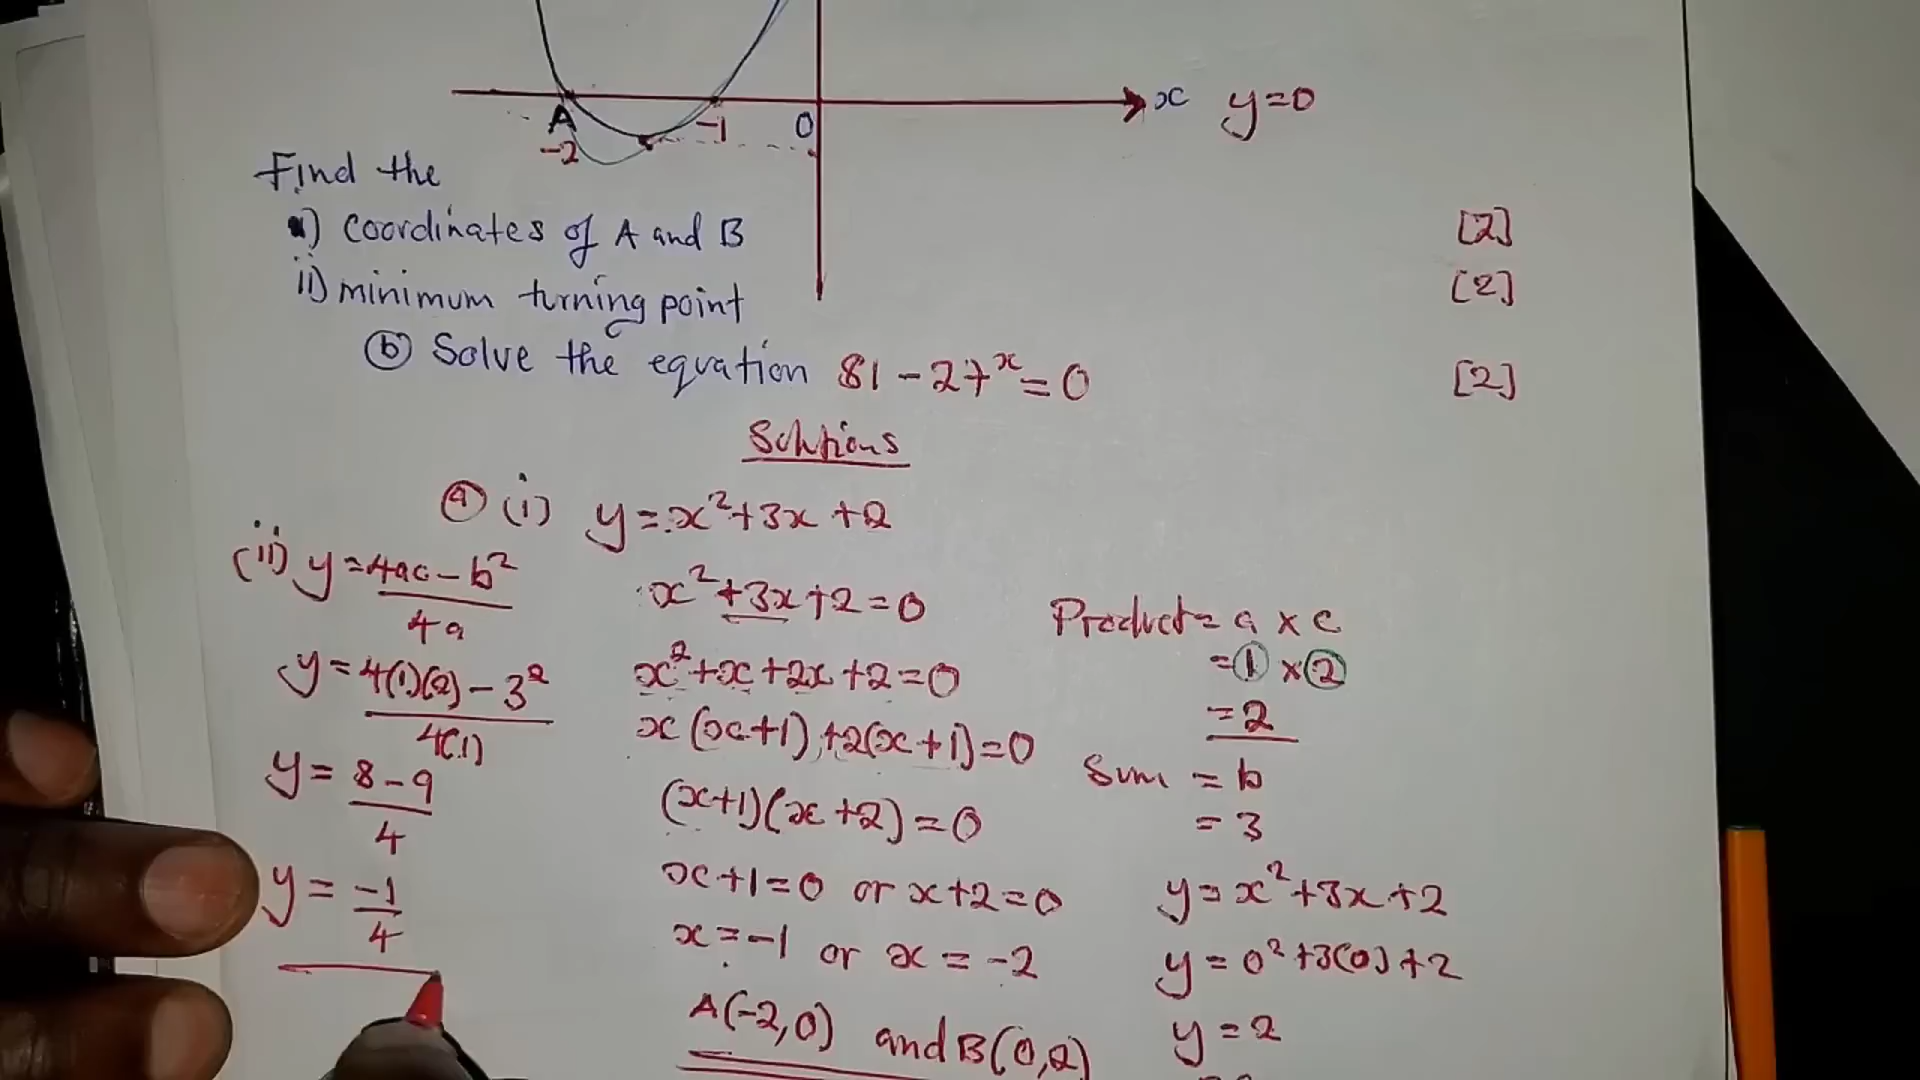 x y=0
A -1 0
-2
Find the
i) coordinates of A and B [2]
ii) minimum turning point [2]
(b) Solve the equation 81 - 27^x = 0 [2]
Solutions
(a) (i) y = x² + 3x + 2
x² + 3x + 2 = 0
x² + x + 2x + 2 = 0
x(x+1) + 2(x+1) = 0
(x+1)(x+2) = 0
x+1=0 or x+2=0
x = -1 or x = -2
A(-2,0) and B(0,2)
(ii) y = 4ac - b²
4a
y = 4(1)(2) - 3²
4(1)
y = 8 - 9
4
y = -1
4
Product = a x c
= 1 x 2
= 2
Sum = b
= 3
y = x² + 3x + 2
y = 0² + 3(0) + 2
y = 2